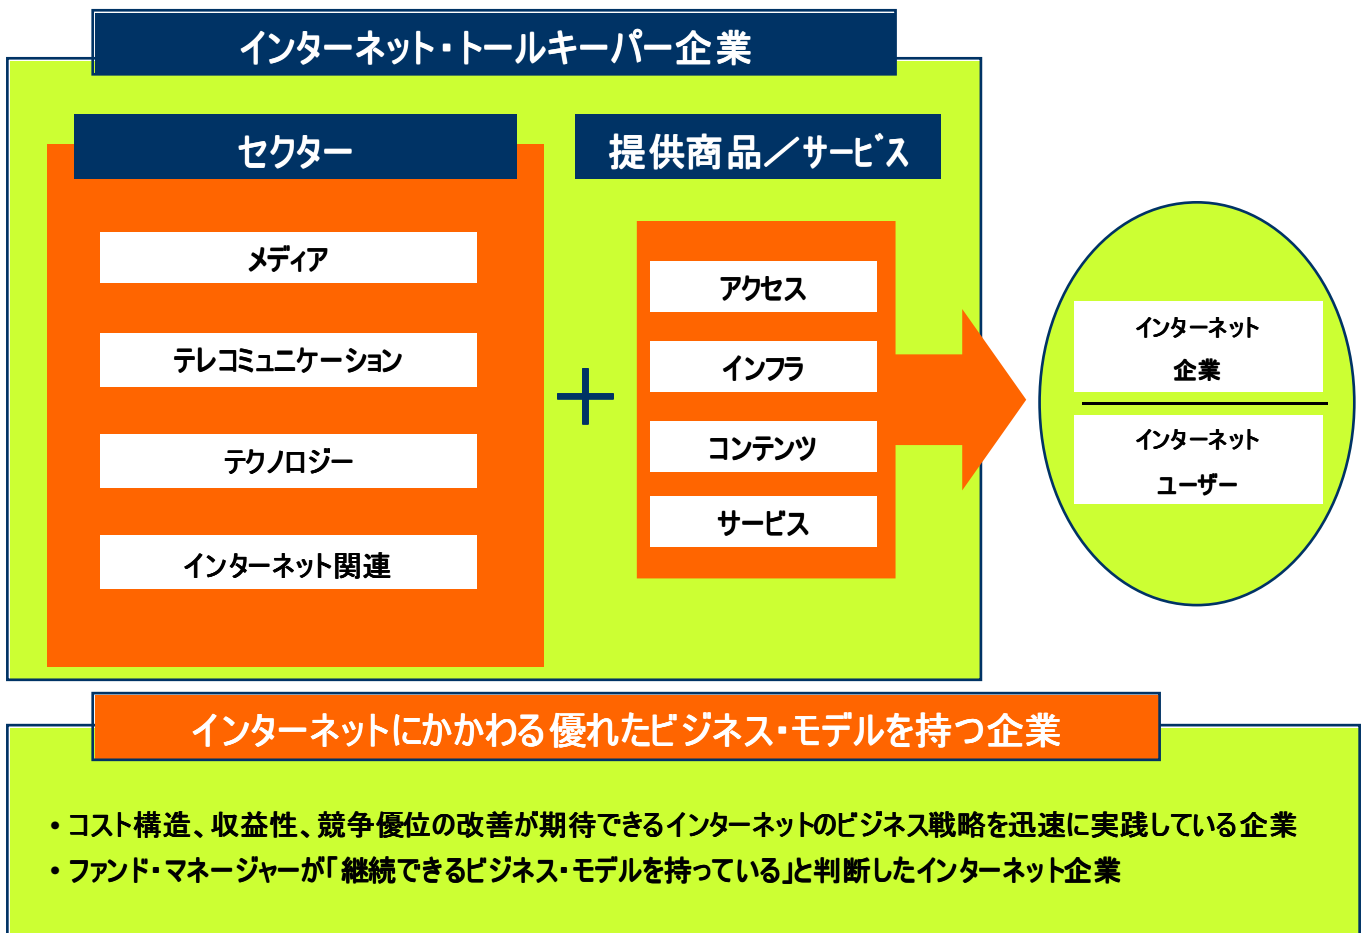 インターネット・トールキーパー企業
セクター
メディア
テレコミュニケーション
テクノロジー
インターネット関連
+
提供商品／サービス
アクセス
インフラ
コンテンツ
サービス
インターネット
企業
インターネット
ユーザー
インターネットにかかわる優れたビジネス・モデルを持つ企業
・コスト構造、収益性、競争優位の改善が期待できるインターネットのビジネス戦略を迅速に実践している企業
・ファンド・マネージャーが「継続できるビジネス・モデルを持っている」と判断したインターネット企業